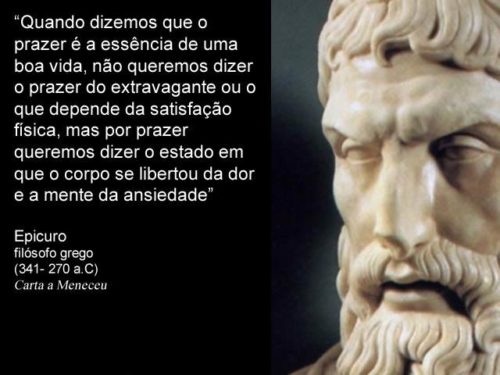 “Quando dizemos que o
prazer é a essência de uma
boa vida, não queremos dizer
o prazer do extravagante ou o
que depende da satisfação
física, mas por prazer
queremos dizer o estado em
que o corpo se libertou da dor
e a mente da ansiedade”
Epicuro
filósofo grego
(341- 270 a.C)
Carta a Meneceu